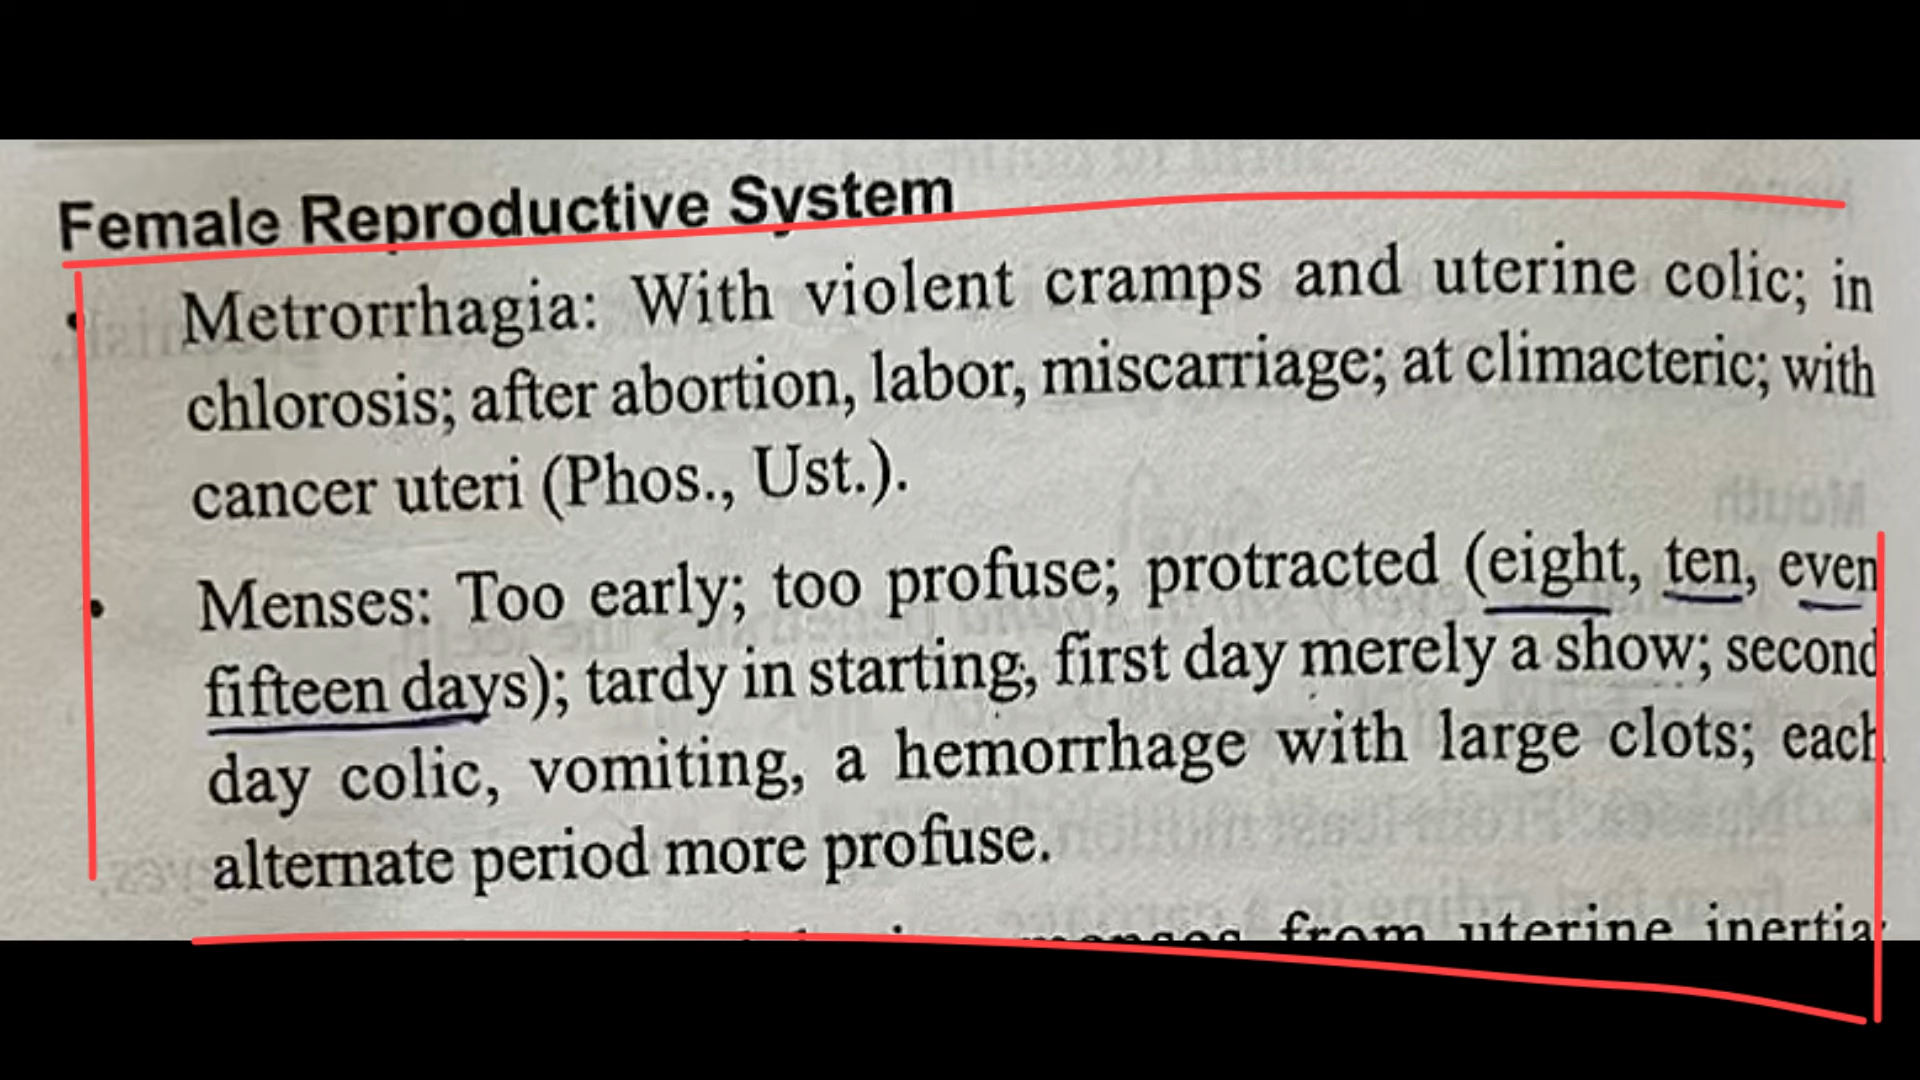 Female Reproductive System
Metrorrhagia: With violent cramps and uterine colic; in
chlorosis; after abortion, labor, miscarriage; at climacteric; with
cancer uteri (Phos., Ust.).
Menses: Too early; too profuse; protracted (eight, ten, even
fifteen days); tardy in starting, first day merely a show; second
day colic, vomiting, a hemorrhage with large clots; each
alternate period more profuse.
menses from uterine inertia;